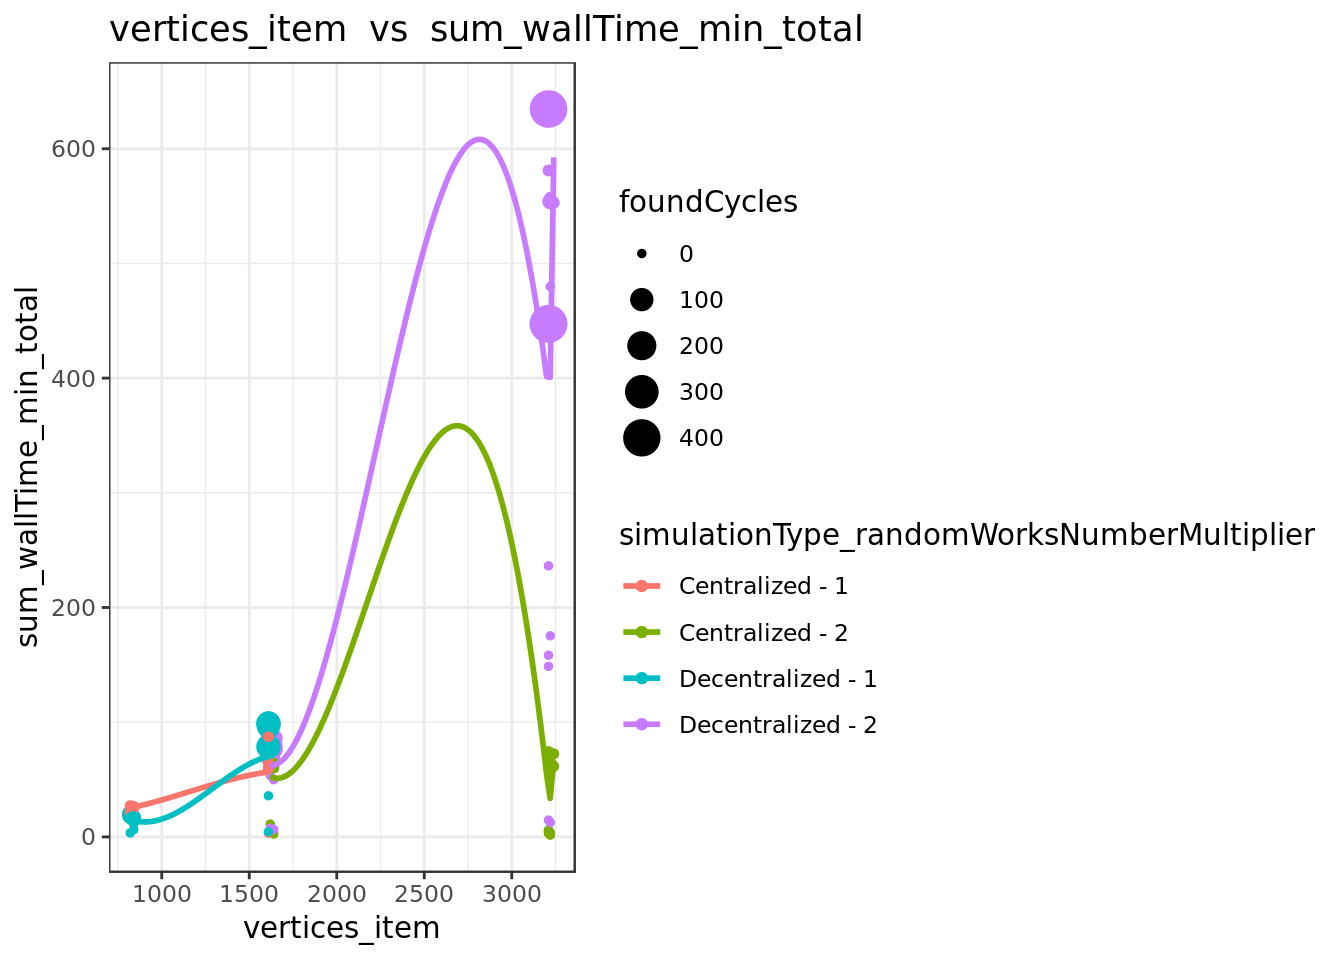 vertices_item  vs  sum_wallTime_min_total
sum_wallTime_min_total
600
400
200
0
1000
1500
2000
2500
3000
vertices_item
foundCycles
0
100
200
300
400
simulationType_randomWorksNumberMultiplier
Centralized - 1
Centralized - 2
Decentralized - 1
Decentralized - 2